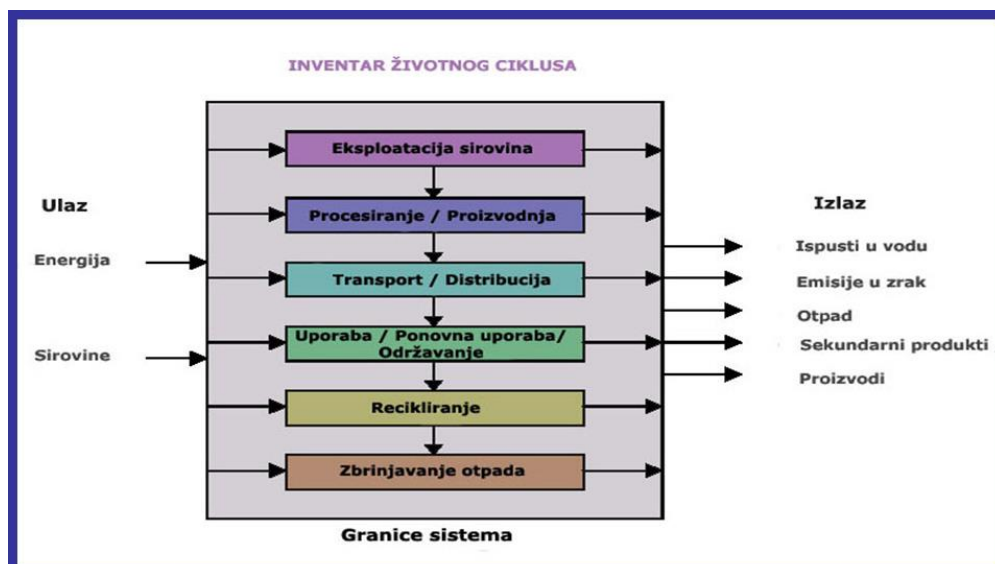 INVENTAR ŽIVOTNOG CIKLUSA
Ulaz
Energija
Sirovine
Eksploatacija sirovina
Procesiranje / Proizvodnja
Transport / Distribucija
Uporaba / Ponovna uporaba/
Održavanje
Recikliranje
Zbrinjavanje otpada
Izlaz
Ispusti u vodu
Emisije u zrak
Otpad
Sekundarni produkti
Proizvodi
Granice sistema